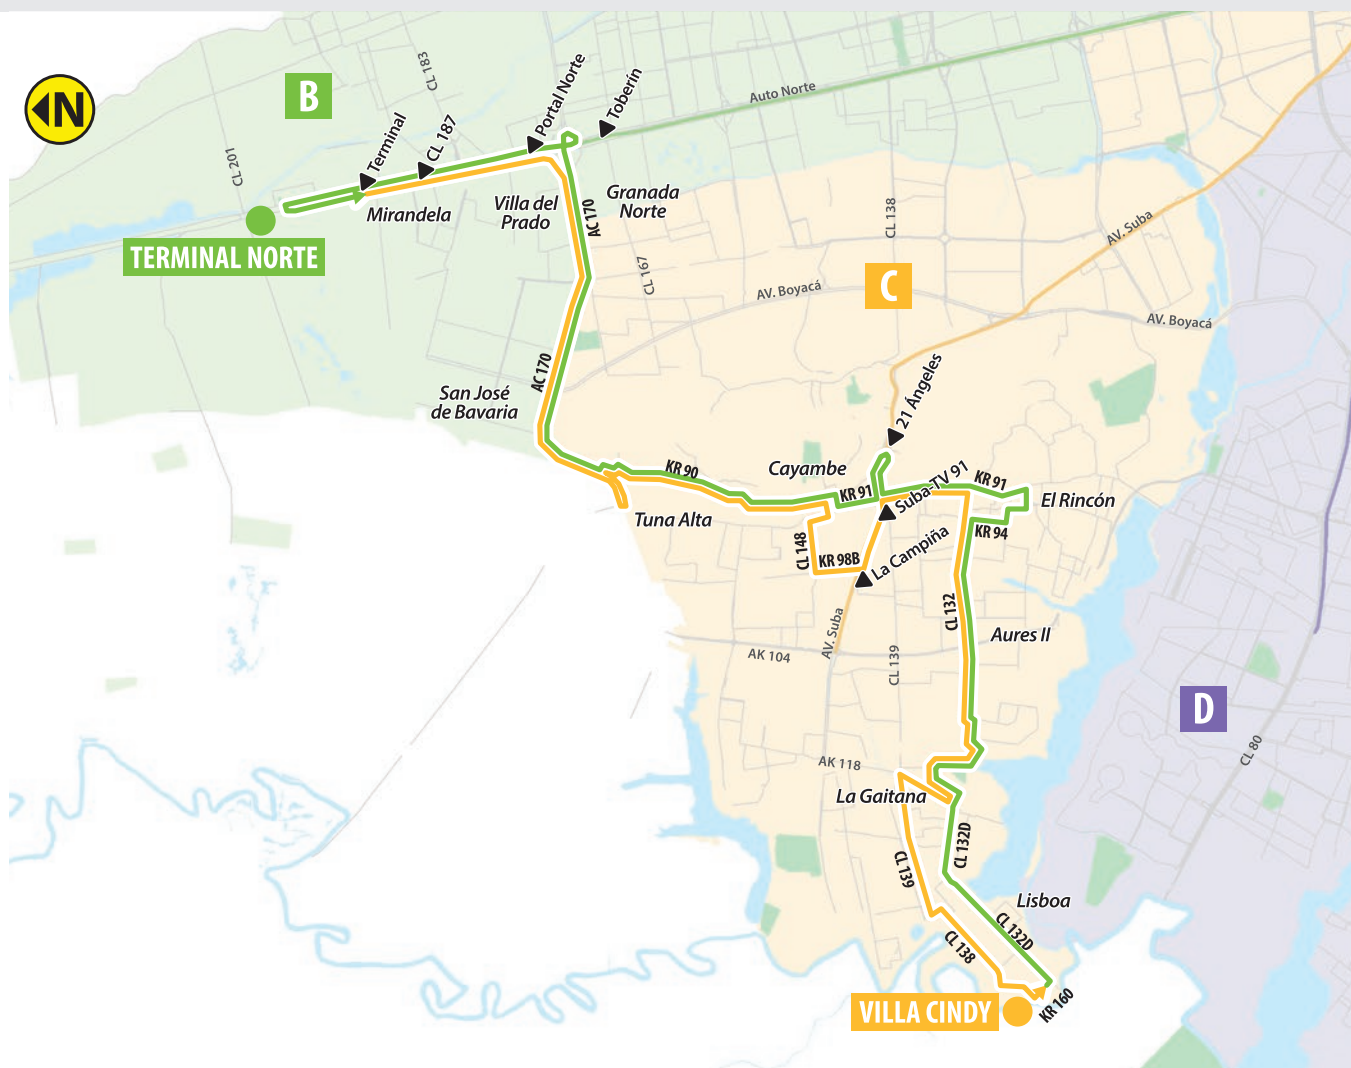 N
B
CL 183
CL 201
Terminal
CL 187
Portal Norte
Toberín
Auto Norte
TERMINAL NORTE
Mirandela
Villa del
Prado
AC 170
Granada
Norte
CL 167
CL 138
AV. Suba
C
AV. Boyacá
AV. Boyacá
AC 170
San José
de Bavaria
21 Ángeles
KR 90
Cayambe
KR 91
Suba-TV 91
KR 91
El Rincón
Tuna Alta
KR 94
CL 148
KR 98B
La Campiña
CL 132
AV. Suba
Aures II
AK 104
CL 139
D
CL 80
AK 118
La Gaitana
CL 132D
CL 139
Lisboa
CL 132D
CL 138
VILLA CINDY
KR 160